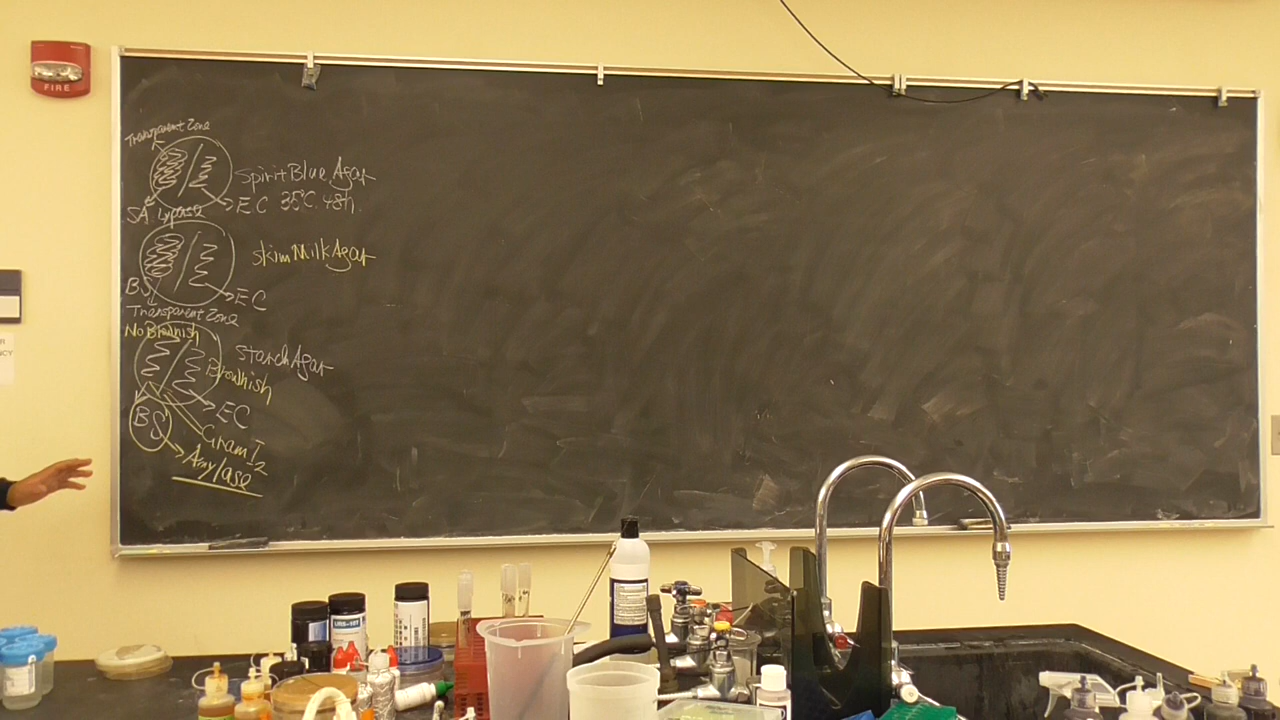 FIRE
Transparent Zone
Spirit Blue Agar
SA Lypase
EC 35°C 48h.
skim Milk Agar
BS
EC
Transparent Zone
No Brownish
Starch Agar
Brownish
EC
BS
Gram I2
Amylase